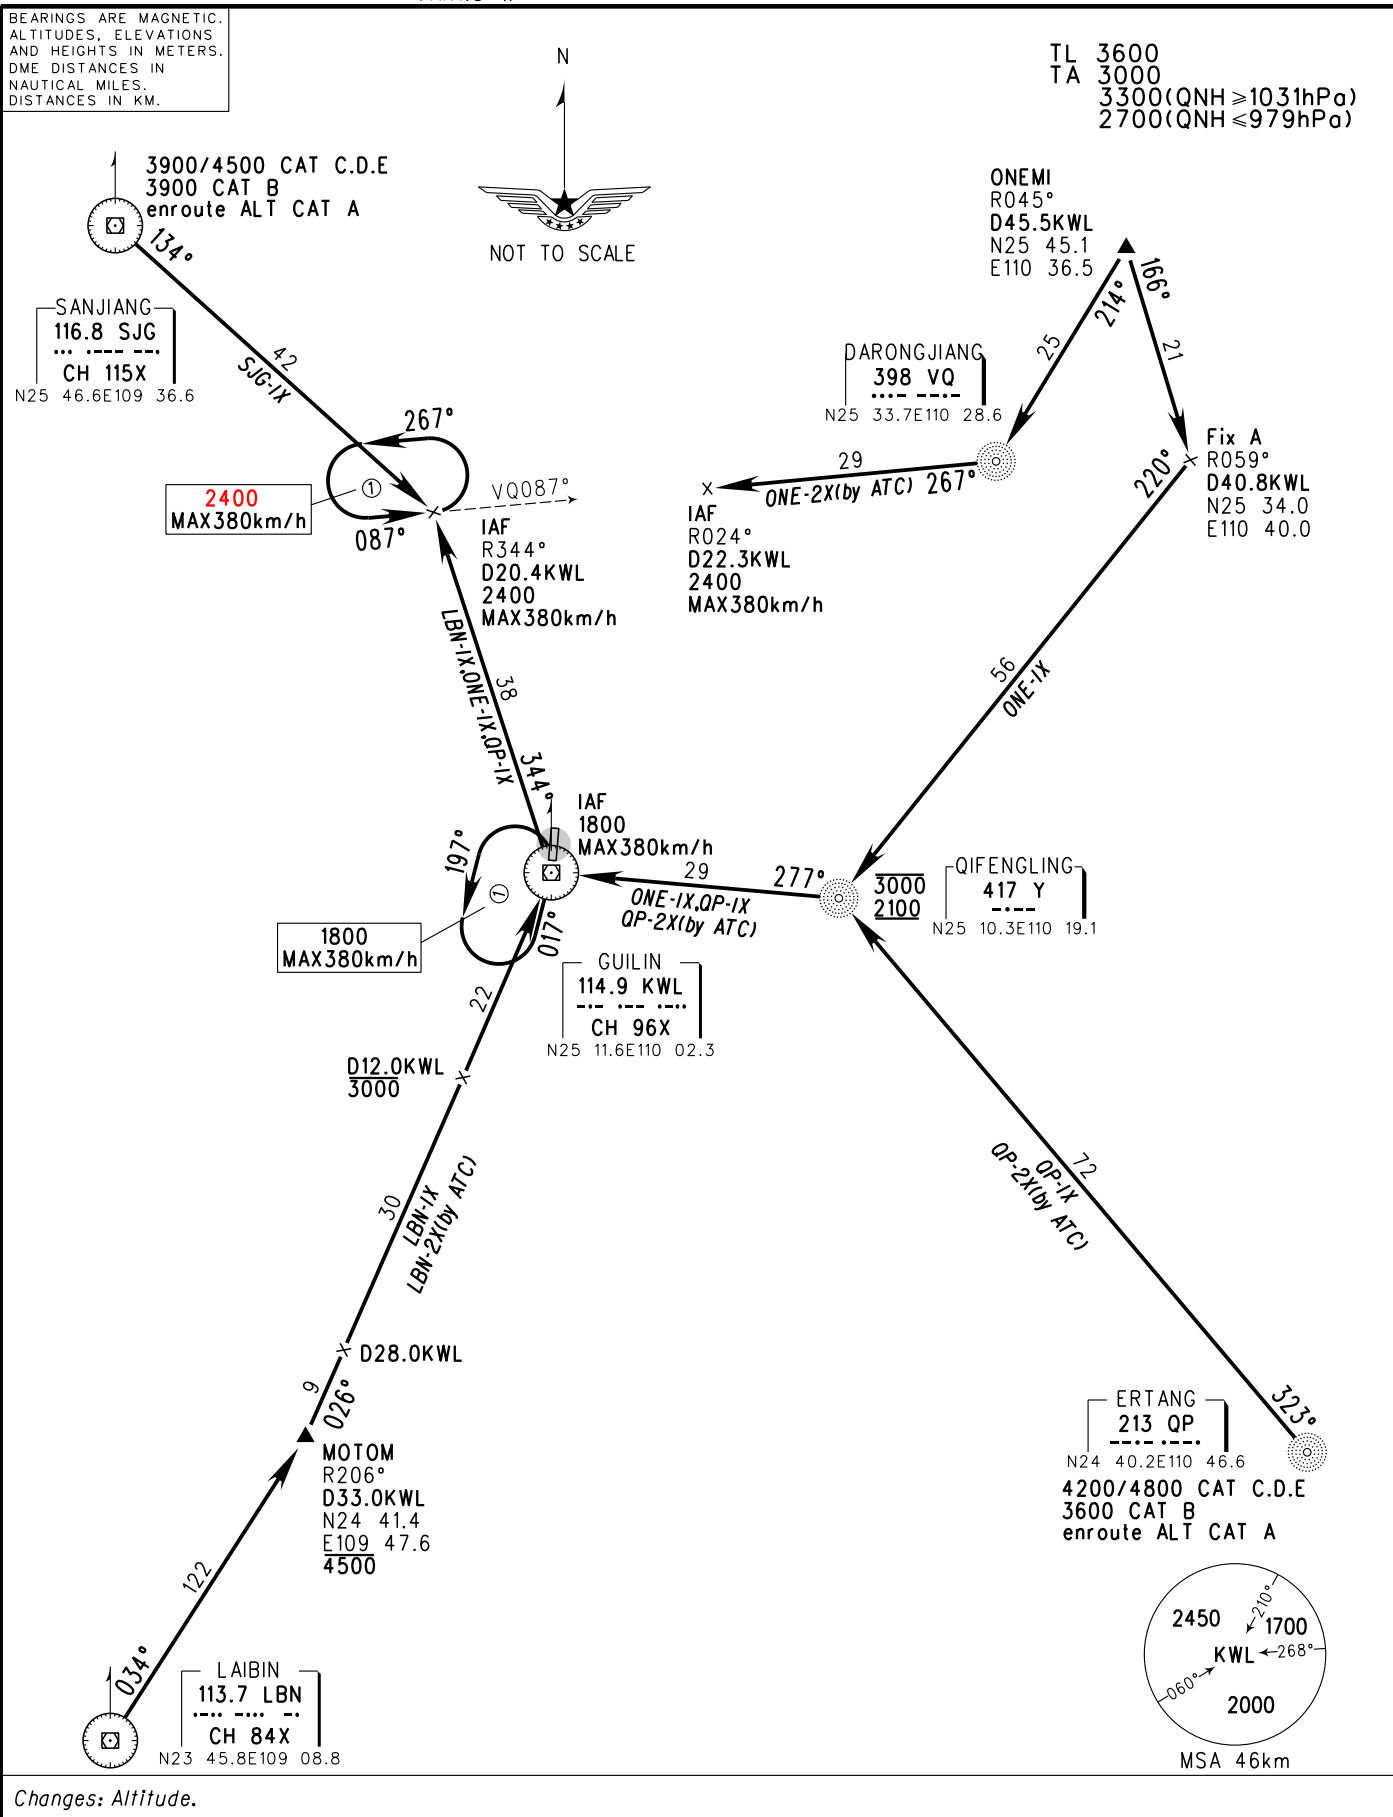 BEARINGS ARE MAGNETIC.
ALTITUDES, ELEVATIONS
AND HEIGHTS IN METERS.
DME DISTANCES IN
NAUTICAL MILES.
DISTANCES IN KM.
N
NOT TO SCALE
TL 3600
TA 3000
3300(QNH≥1031hPa)
2700(QNH≤979hPa)
3900/4500 CAT C.D.E
3900 CAT B
enroute ALT CAT A
134°
SANJIANG
116.8 SJG
CH 115X
N25 46.6E109 36.6
42
SJG-1X
ONEMI
R045°
D45.5KWL
N25 45.1
E110 36.5
166°
214°
25
21
DARONGJIANG
398 VQ
N25 33.7E110 28.6
267°
2400
MAX380km/h
1
087°
VQ087°
IAF
R344°
D20.4KWL
2400
MAX380km/h
29
ONE-2X(by ATC)
267°
IAF
R024°
D22.3KWL
2400
MAX380km/h
Fix A
R059°
D40.8KWL
N25 34.0
E110 40.0
220°
56
ONE-1X
LBN-1X,ONE-1X,QP-1X
38
344°
IAF
1800
MAX380km/h
197°
1
017°
1800
MAX380km/h
29
277°
ONE-1X,QP-1X
QP-2X(by ATC)
3000
2100
QIFENGLING
417 Y
N25 10.3E110 19.1
GUILIN
114.9 KWL
CH 96X
N25 11.6E110 02.3
22
D12.0KWL
3000
30
LBN-1X
LBN-2X(by ATC)
72
QP-1X
QP-2X(by ATC)
D28.0KWL
9
026°
MOTOM
R206°
D33.0KWL
N24 41.4
E109 47.6
4500
323°
ERTANG
213 QP
N24 40.2E110 46.6
4200/4800 CAT C.D.E
3600 CAT B
enroute ALT CAT A
122
034°
LAIBIN
113.7 LBN
CH 84X
N23 45.8E109 08.8
2450
210°
1700
KWL
268°
060°
2000
MSA 46km
Changes: Altitude.